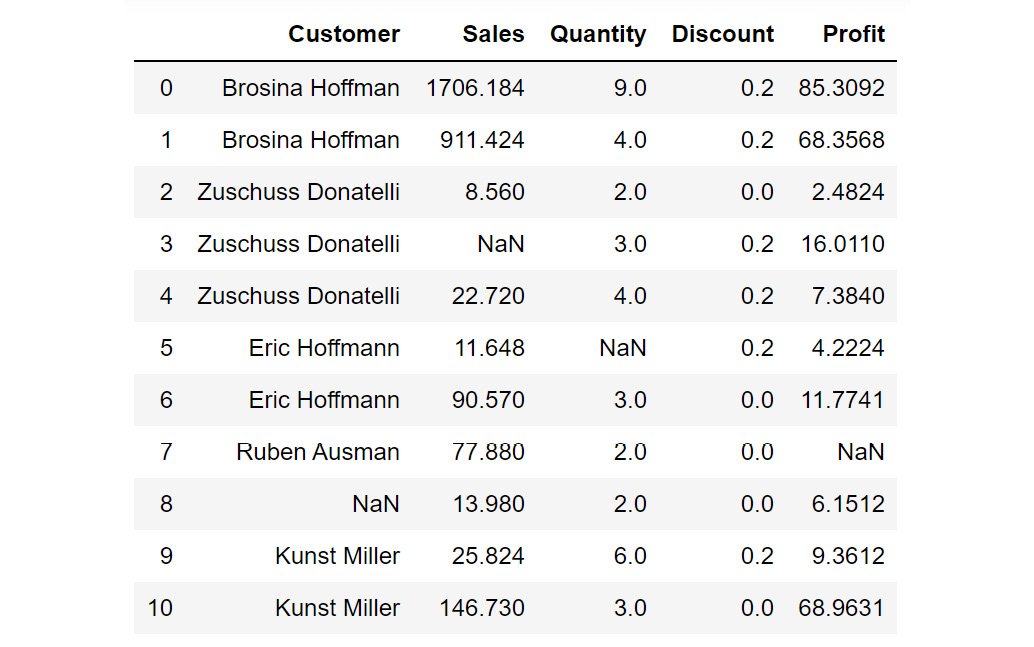 Customer Sales Quantity Discount Profit
0 Brosina Hoffman 1706.184 9.0 0.2 85.3092
1 Brosina Hoffman 911.424 4.0 0.2 68.3568
2 Zuschuss Donatelli 8.560 2.0 0.0 2.4824
3 Zuschuss Donatelli NaN 3.0 0.2 16.0110
4 Zuschuss Donatelli 22.720 4.0 0.2 7.3840
5 Eric Hoffmann 11.648 NaN 0.2 4.2224
6 Eric Hoffmann 90.570 3.0 0.0 11.7741
7 Ruben Ausman 77.880 2.0 0.0 NaN
8 NaN 13.980 2.0 0.0 6.1512
9 Kunst Miller 25.824 6.0 0.2 9.3612
10 Kunst Miller 146.730 3.0 0.0 68.9631